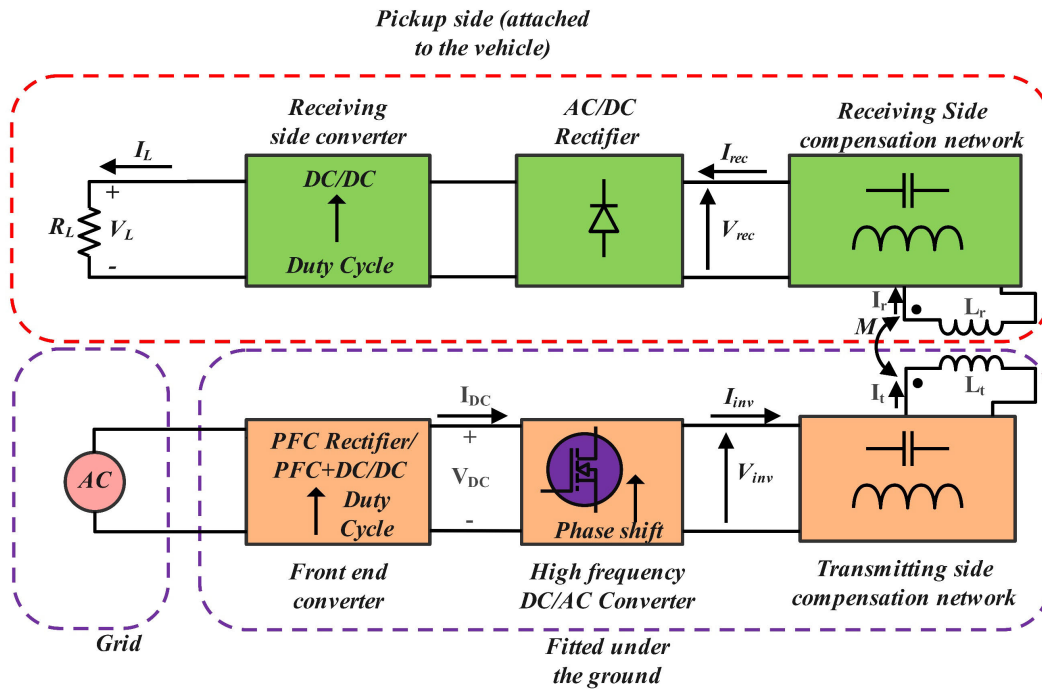 Pickup side (attached
to the vehicle)
Receiving
side converter
AC/DC
Rectifier
Receiving Side
compensation network
I_L
DC/DC
I_rec
R_L
+
V_L
-
Duty Cycle
V_rec
I_r
L_r
M
I_t
L_t
I_DC
I_inv
AC
PFC Rectifier/
PFC+DC/DC
Duty
Cycle
+
V_DC
-
Phase shift
V_inv
Front end
converter
High frequency
DC/AC Converter
Transmitting side
compensation network
Grid
Fitted under
the ground